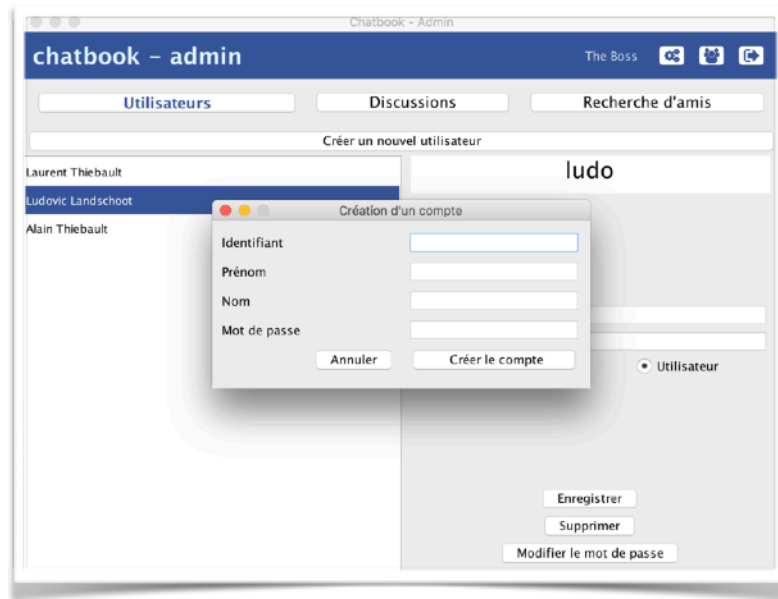 Chatbook - Admin
chatbook – admin
The Boss
Utilisateurs
Discussions
Recherche d'amis
Créer un nouvel utilisateur
Laurent Thiebault
ludo
Ludovic Landschoot
Alain Thiebault
Création d'un compte
Identifiant
Prénom
Nom
Mot de passe
Annuler
Créer le compte
Utilisateur
Enregistrer
Supprimer
Modifier le mot de passe